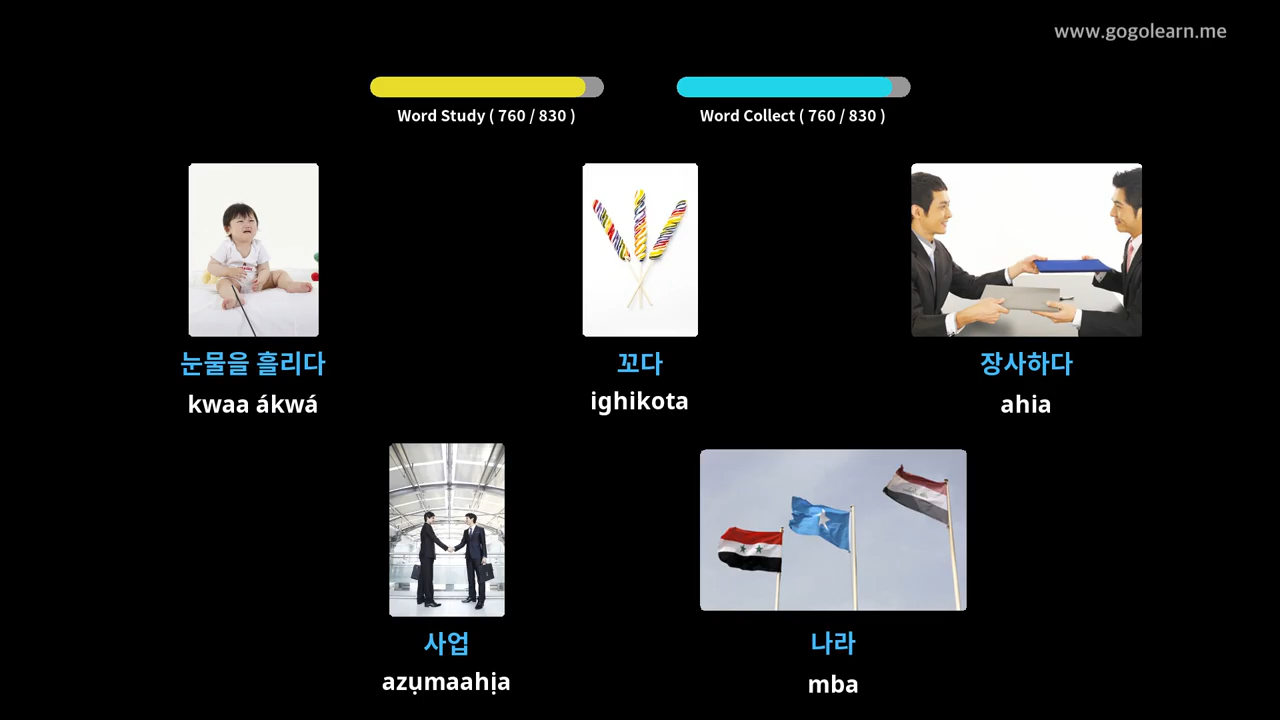 www.gogolearn.me
Word Study ( 760 / 830 )
Word Collect ( 760 / 830 )
눈물을 흘리다
kwaa ákwá
꼬다
ighikota
장사하다
ahia
사업
azụmaahịa
나라
mba